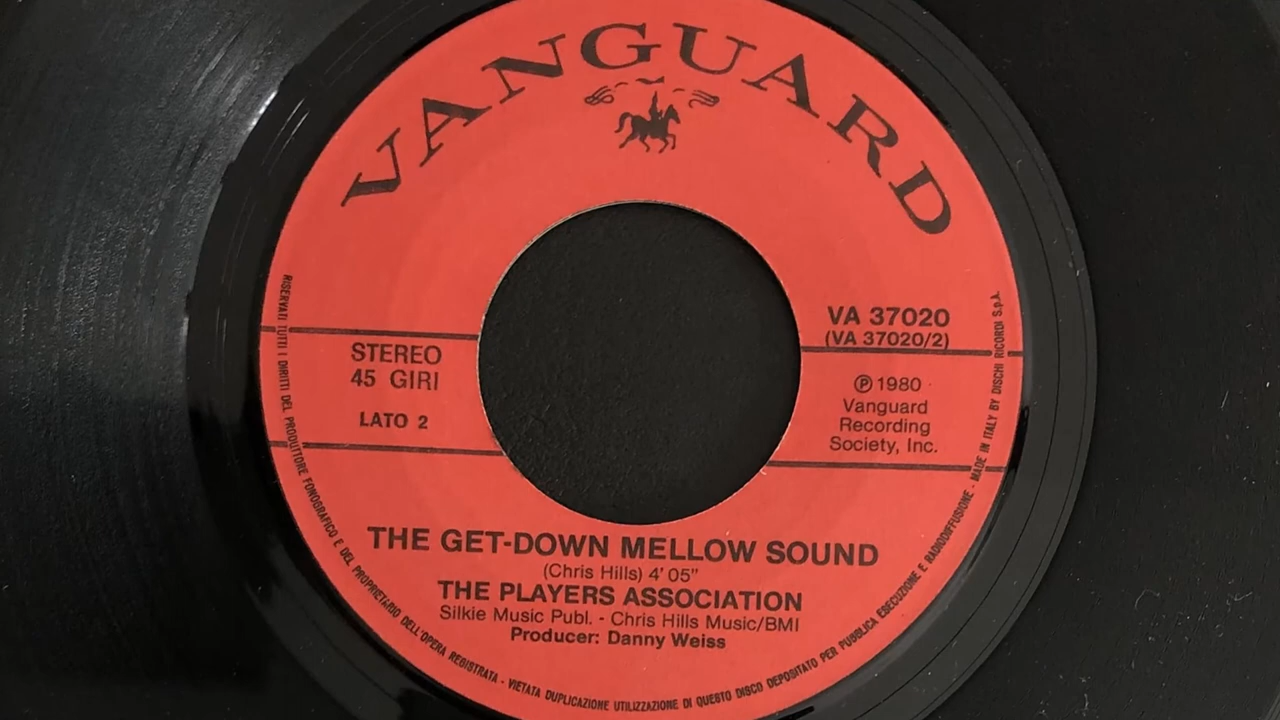 VANGUARD
STEREO
45 GIRI
LATO 2
VA 37020
(VA 37020/2)
Ⓟ 1980
Vanguard
Recording
Society, Inc.
THE GET-DOWN MELLOW SOUND
(Chris Hills) 4' 05"
THE PLAYERS ASSOCIATION
Silkie Music Publ. - Chris Hills Music/BMI
Producer: Danny Weiss
RISERVATI TUTTI I DIRITTI DEL PRODUTTORE FONOGRAFICO E DEL PROPRIETARIO DELL'OPERA REGISTRATA - VIETATA DUPLICAZIONE UTILIZZAZIONE DI QUESTO DISCO DEPOSITATO PER PUBBLICA ESECUZIONE E RADIODIFFUSIONE - MADE IN ITALY BY DISCHI RICORDI S.p.A.